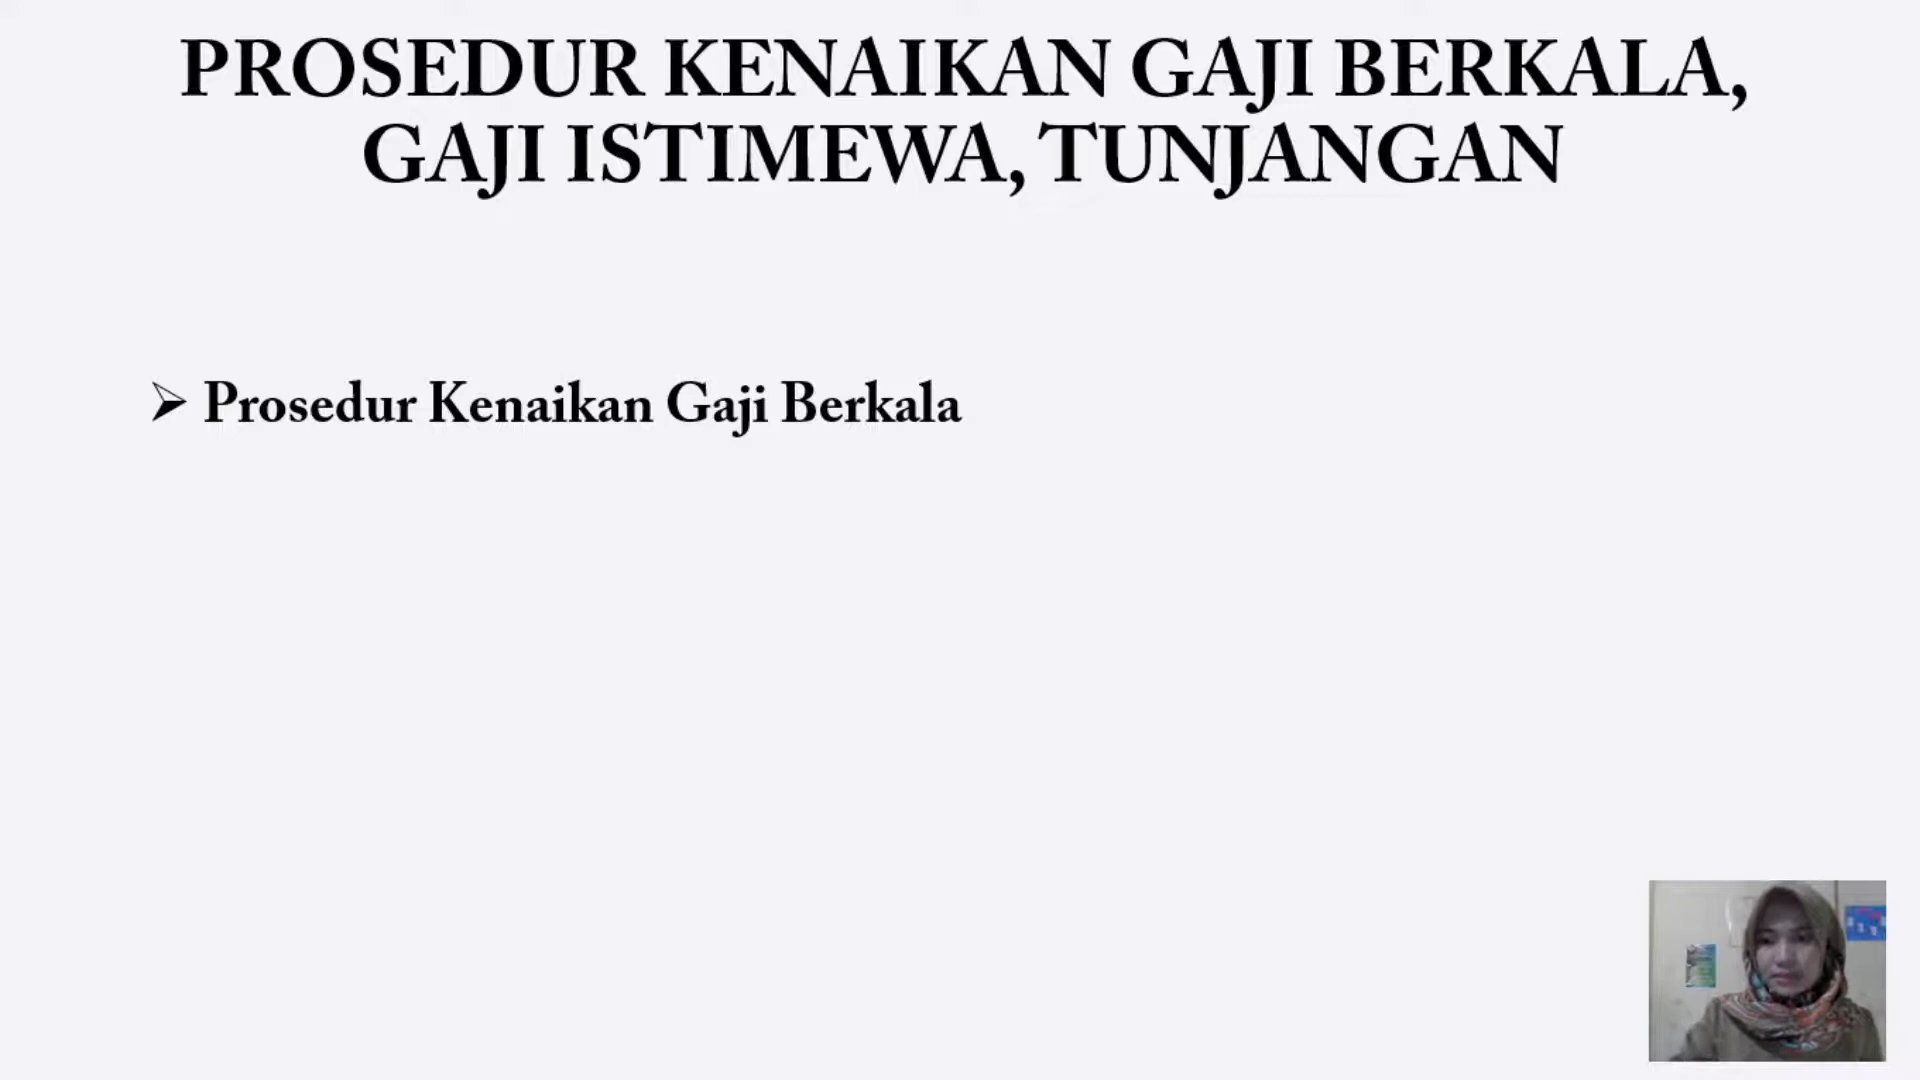 PROSEDUR KENAIKAN GAJI BERKALA,
GAJI ISTIMEWA, TUNJANGAN
Prosedur Kenaikan Gaji Berkala